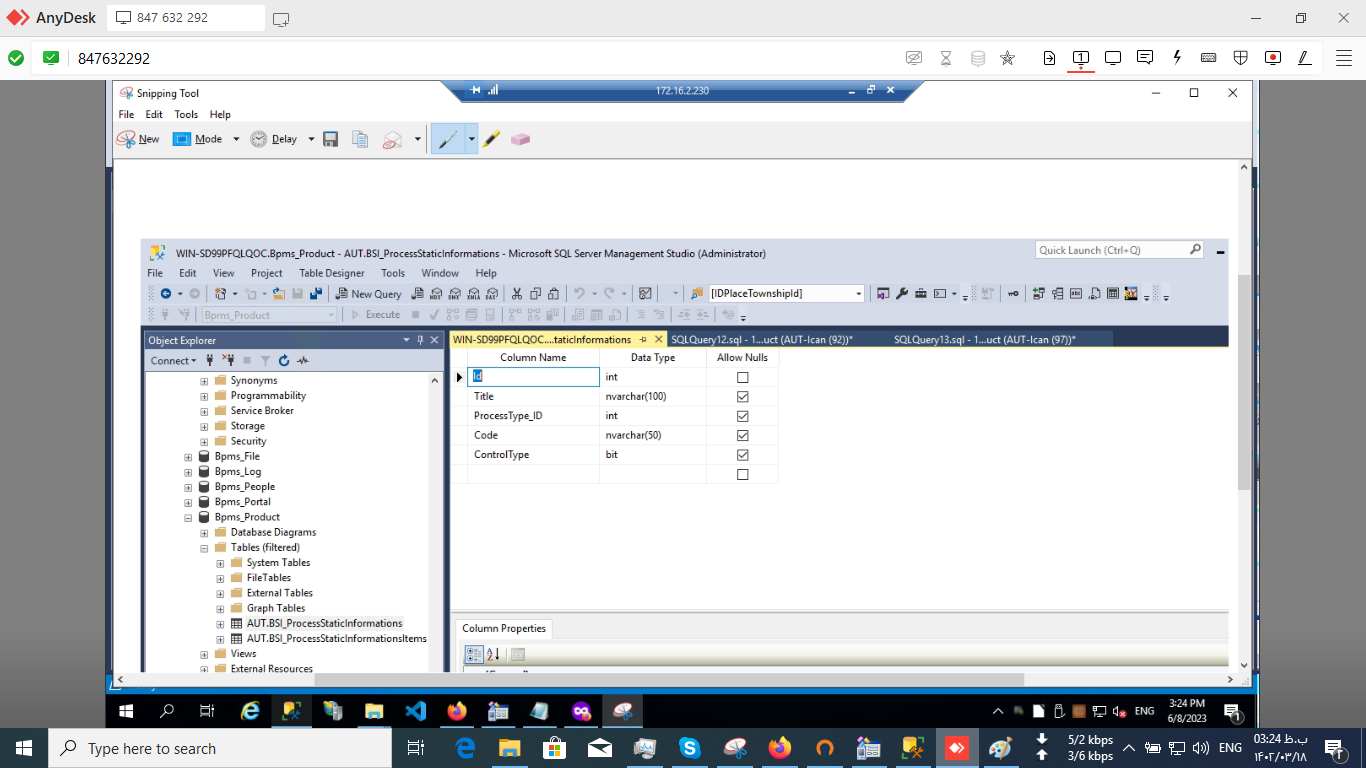 AnyDesk
847 632 292
847632292
Snipping Tool
172.16.2.230
File Edit Tools Help
New Mode Delay
WIN-SD99PFQLQOC.Bpms_Product - AUT.BSI_ProcessStaticInformations - Microsoft SQL Server Management Studio (Administrator)
Quick Launch (Ctrl+Q)
File Edit View Project Table Designer Tools Window Help
New Query
[IDPlaceTownshipId]
Bpms_Product
Execute
Object Explorer
WIN-SD99PFQLQOC....taticInformations
SQLQuery12.sql - 1...uct (AUT-Ican (92))*
SQLQuery13.sql - 1...uct (AUT-Ican (97))*
Connect
Column Name Data Type Allow Nulls
Id int
Title nvarchar(100)
ProcessType_ID int
Code nvarchar(50)
ControlType bit
Synonyms
Programmability
Service Broker
Storage
Security
Bpms_File
Bpms_Log
Bpms_People
Bpms_Portal
Bpms_Product
Database Diagrams
Tables (filtered)
System Tables
FileTables
External Tables
Graph Tables
AUT.BSI_ProcessStaticInformations
AUT.BSI_ProcessStaticInformationsItems
Views
External Resources
Column Properties
ENG
3:24 PM
6/8/2023
1
Type here to search
5/2 kbps
3/6 kbps
ENG
03:24 ب.ظ
۱۴۰۲/۰۳/۱۸
1